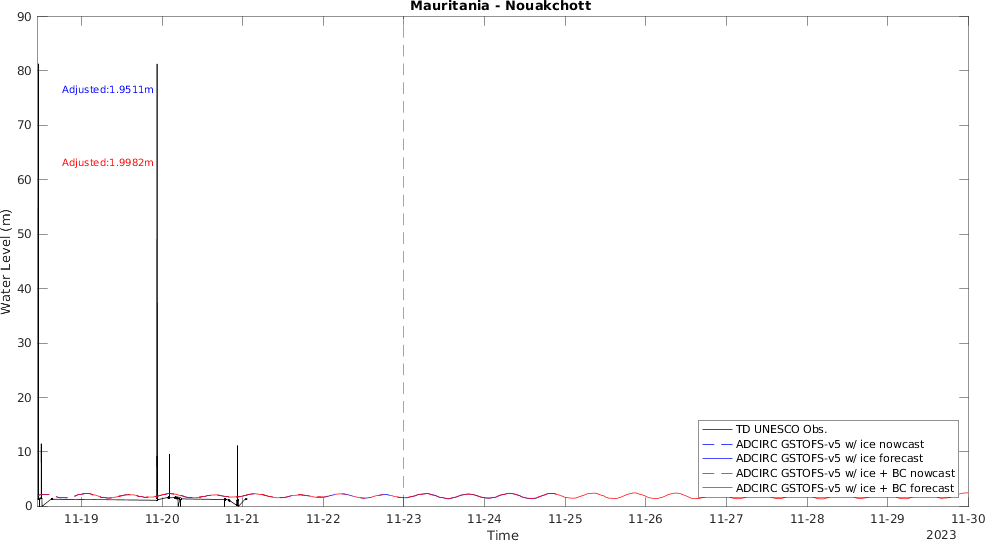 Mauritania - Nouakchott
90
80
70
60
50
40
30
20
10
0
Water Level (m)
Adjusted:1.9511m
Adjusted:1.9982m
TD UNESCO Obs.
ADCIRC GSTOFS-v5 w/ ice nowcast
ADCIRC GSTOFS-v5 w/ ice forecast
ADCIRC GSTOFS-v5 w/ ice + BC nowcast
ADCIRC GSTOFS-v5 w/ ice + BC forecast
11-19 11-20 11-21 11-22 11-23 11-24 11-25 11-26 11-27 11-28 11-29 11-30
Time
2023